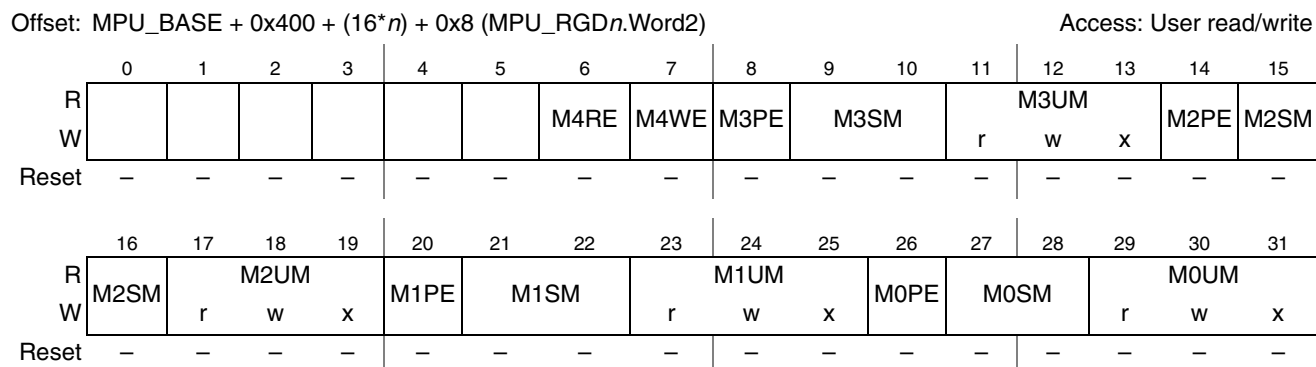 Offset: MPU_BASE + 0x400 + (16*n) + 0x8 (MPU_RGDn.Word2) Access: User read/write
0 1 2 3 4 5 6 7 8 9 10 11 12 13 14 15
R M4RE M4WE M3PE M3SM M3UM M2PE M2SM
W r w x
Reset – – – – – – – – – – – – – – – –
16 17 18 19 20 21 22 23 24 25 26 27 28 29 30 31
R M2SM M2UM M1PE M1SM M1UM M0PE M0SM M0UM
W r w x r w x r w x
Reset – – – – – – – – – – – – – – – –